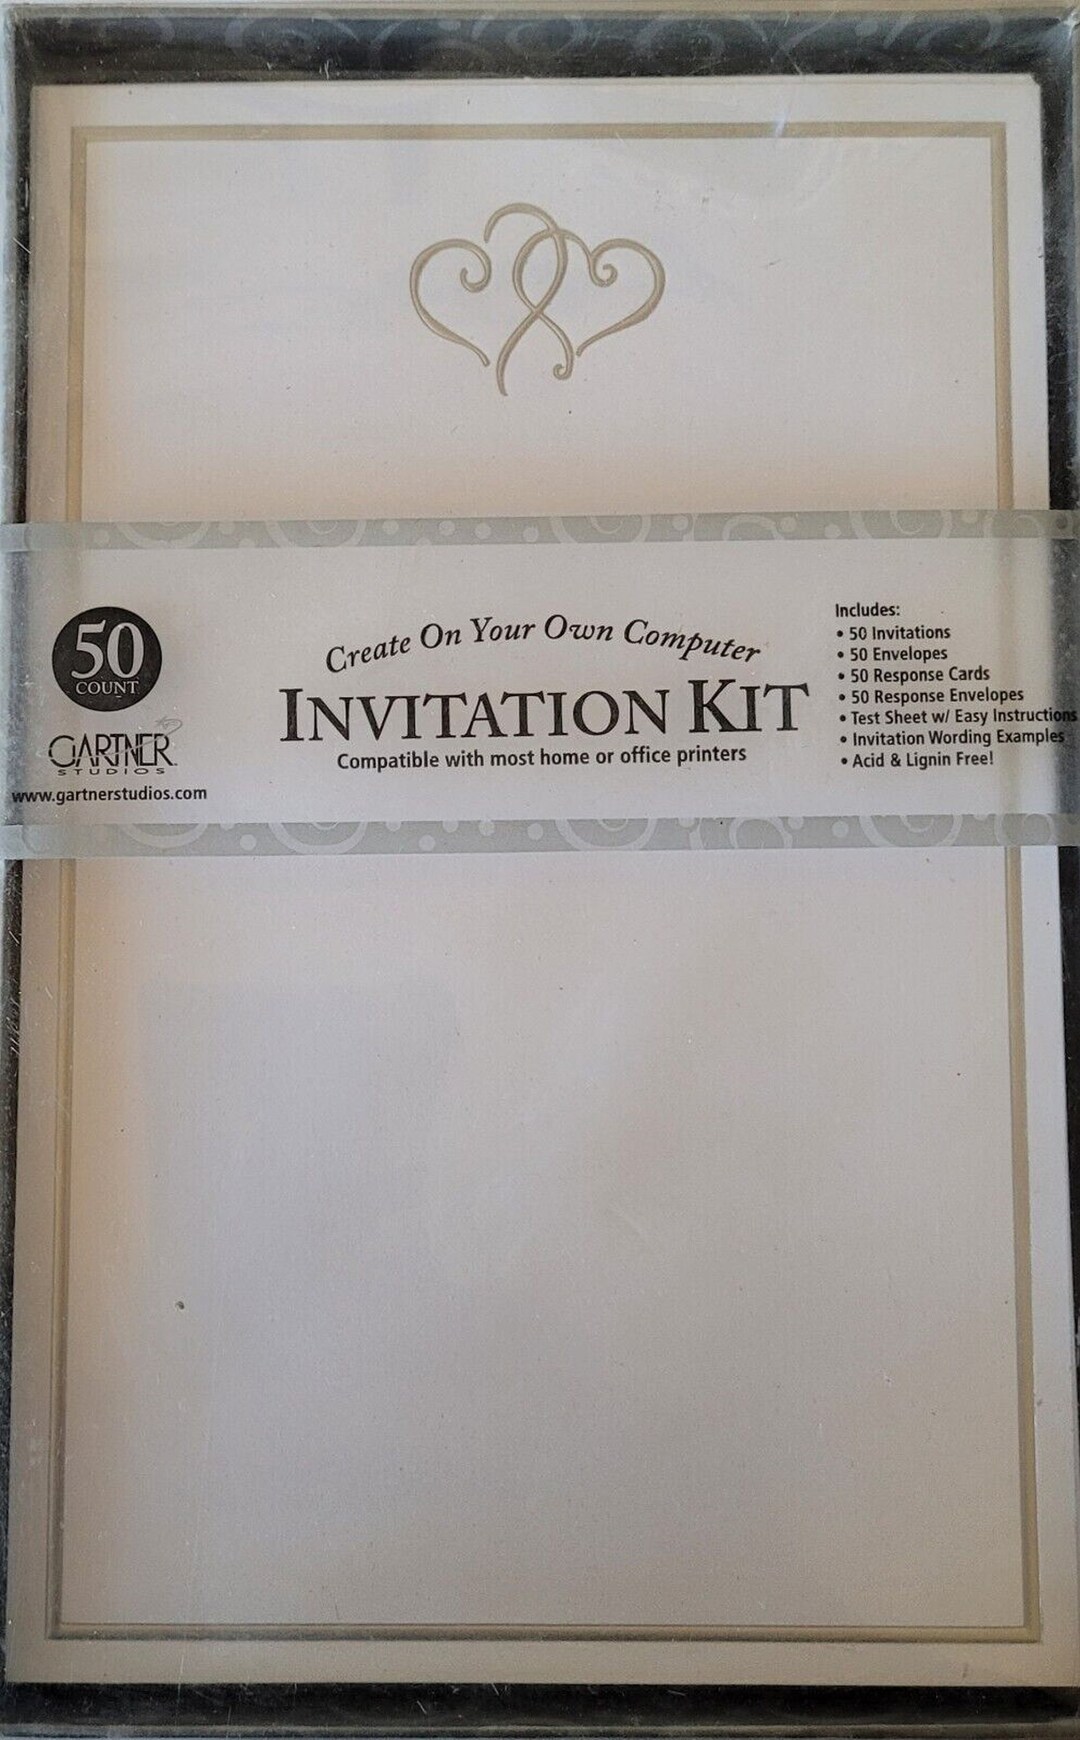 50
COUNT
GARTNER
STUDIOS
www.gartnerstudios.com
Create On Your Own Computer
INVITATION KIT
Compatible with most home or office printers
Includes:
• 50 Invitations
• 50 Envelopes
• 50 Response Cards
• 50 Response Envelopes
• Test Sheet w/ Easy Instructions
• Invitation Wording Examples
• Acid & Lignin Free!